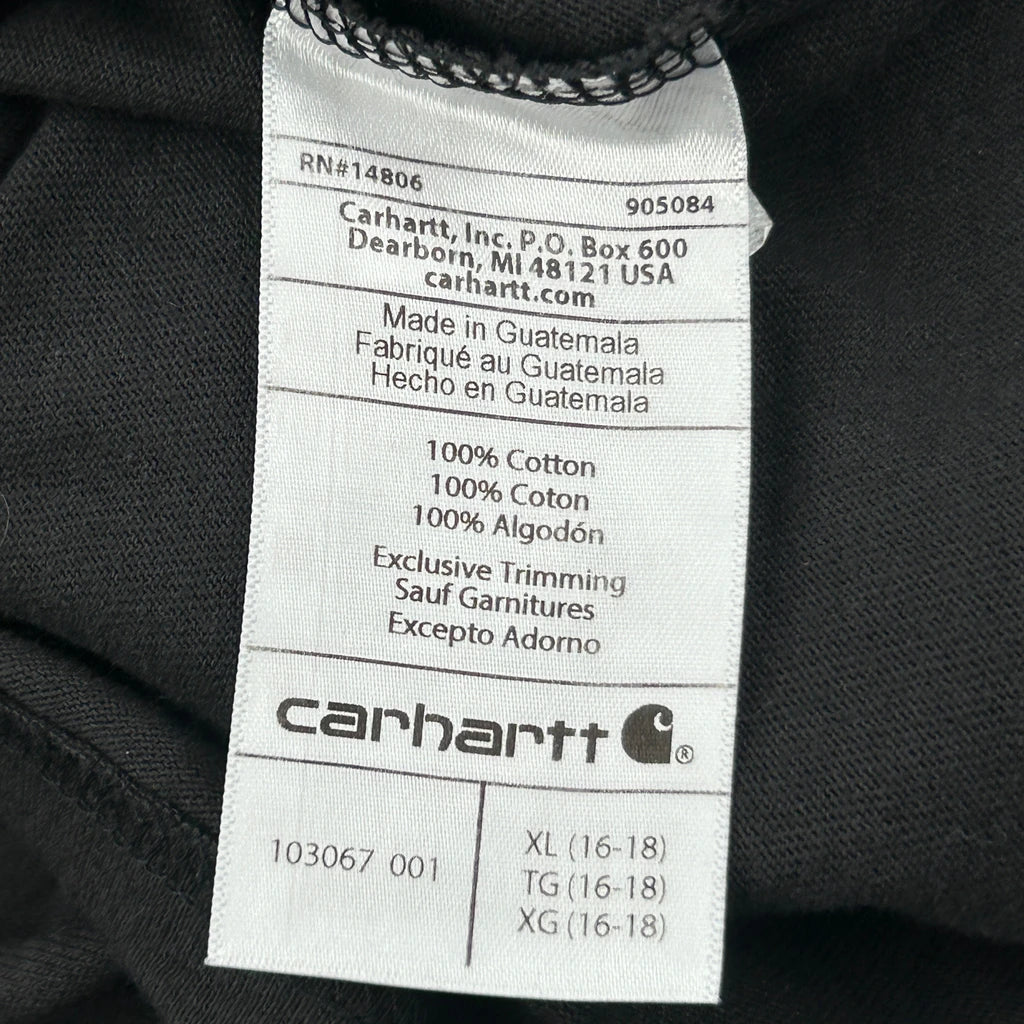 RN#14806
905084
Carhartt, Inc. P.O. Box 600
Dearborn, MI 48121 USA
carhartt.com
Made in Guatemala
Fabriqué au Guatemala
Hecho en Guatemala
100% Cotton
100% Coton
100% Algodón
Exclusive Trimming
Sauf Garnitures
Excepto Adorno
carhartt ®
103067 001
XL (16-18)
TG (16-18)
XG (16-18)